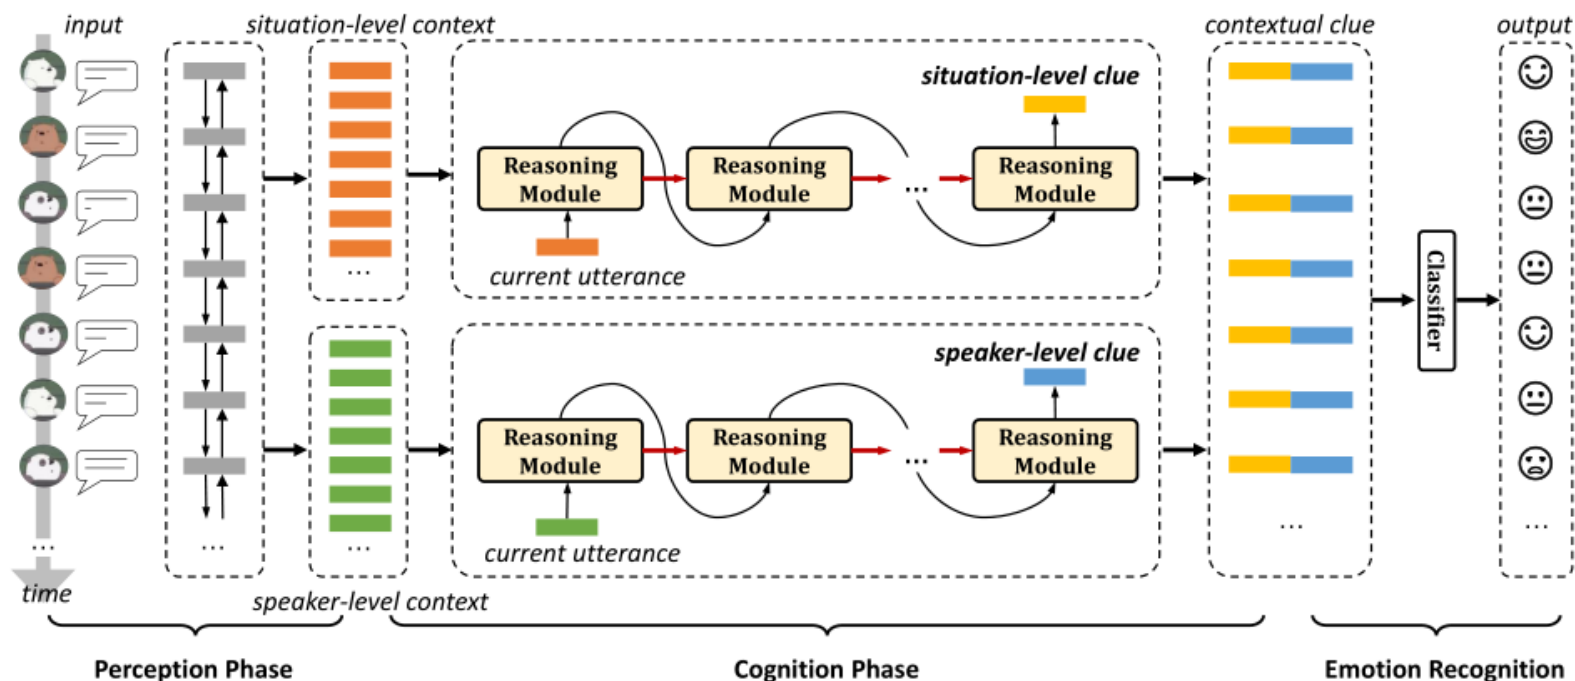 input
situation-level context
contextual clue
output
situation-level clue
Reasoning
Module
Reasoning
Module
...
Reasoning
Module
current utterance
...
speaker-level clue
Reasoning
Module
Reasoning
Module
...
Reasoning
Module
current utterance
Classifier
...
...
...
...
...
time
speaker-level context
Perception Phase
Cognition Phase
Emotion Recognition